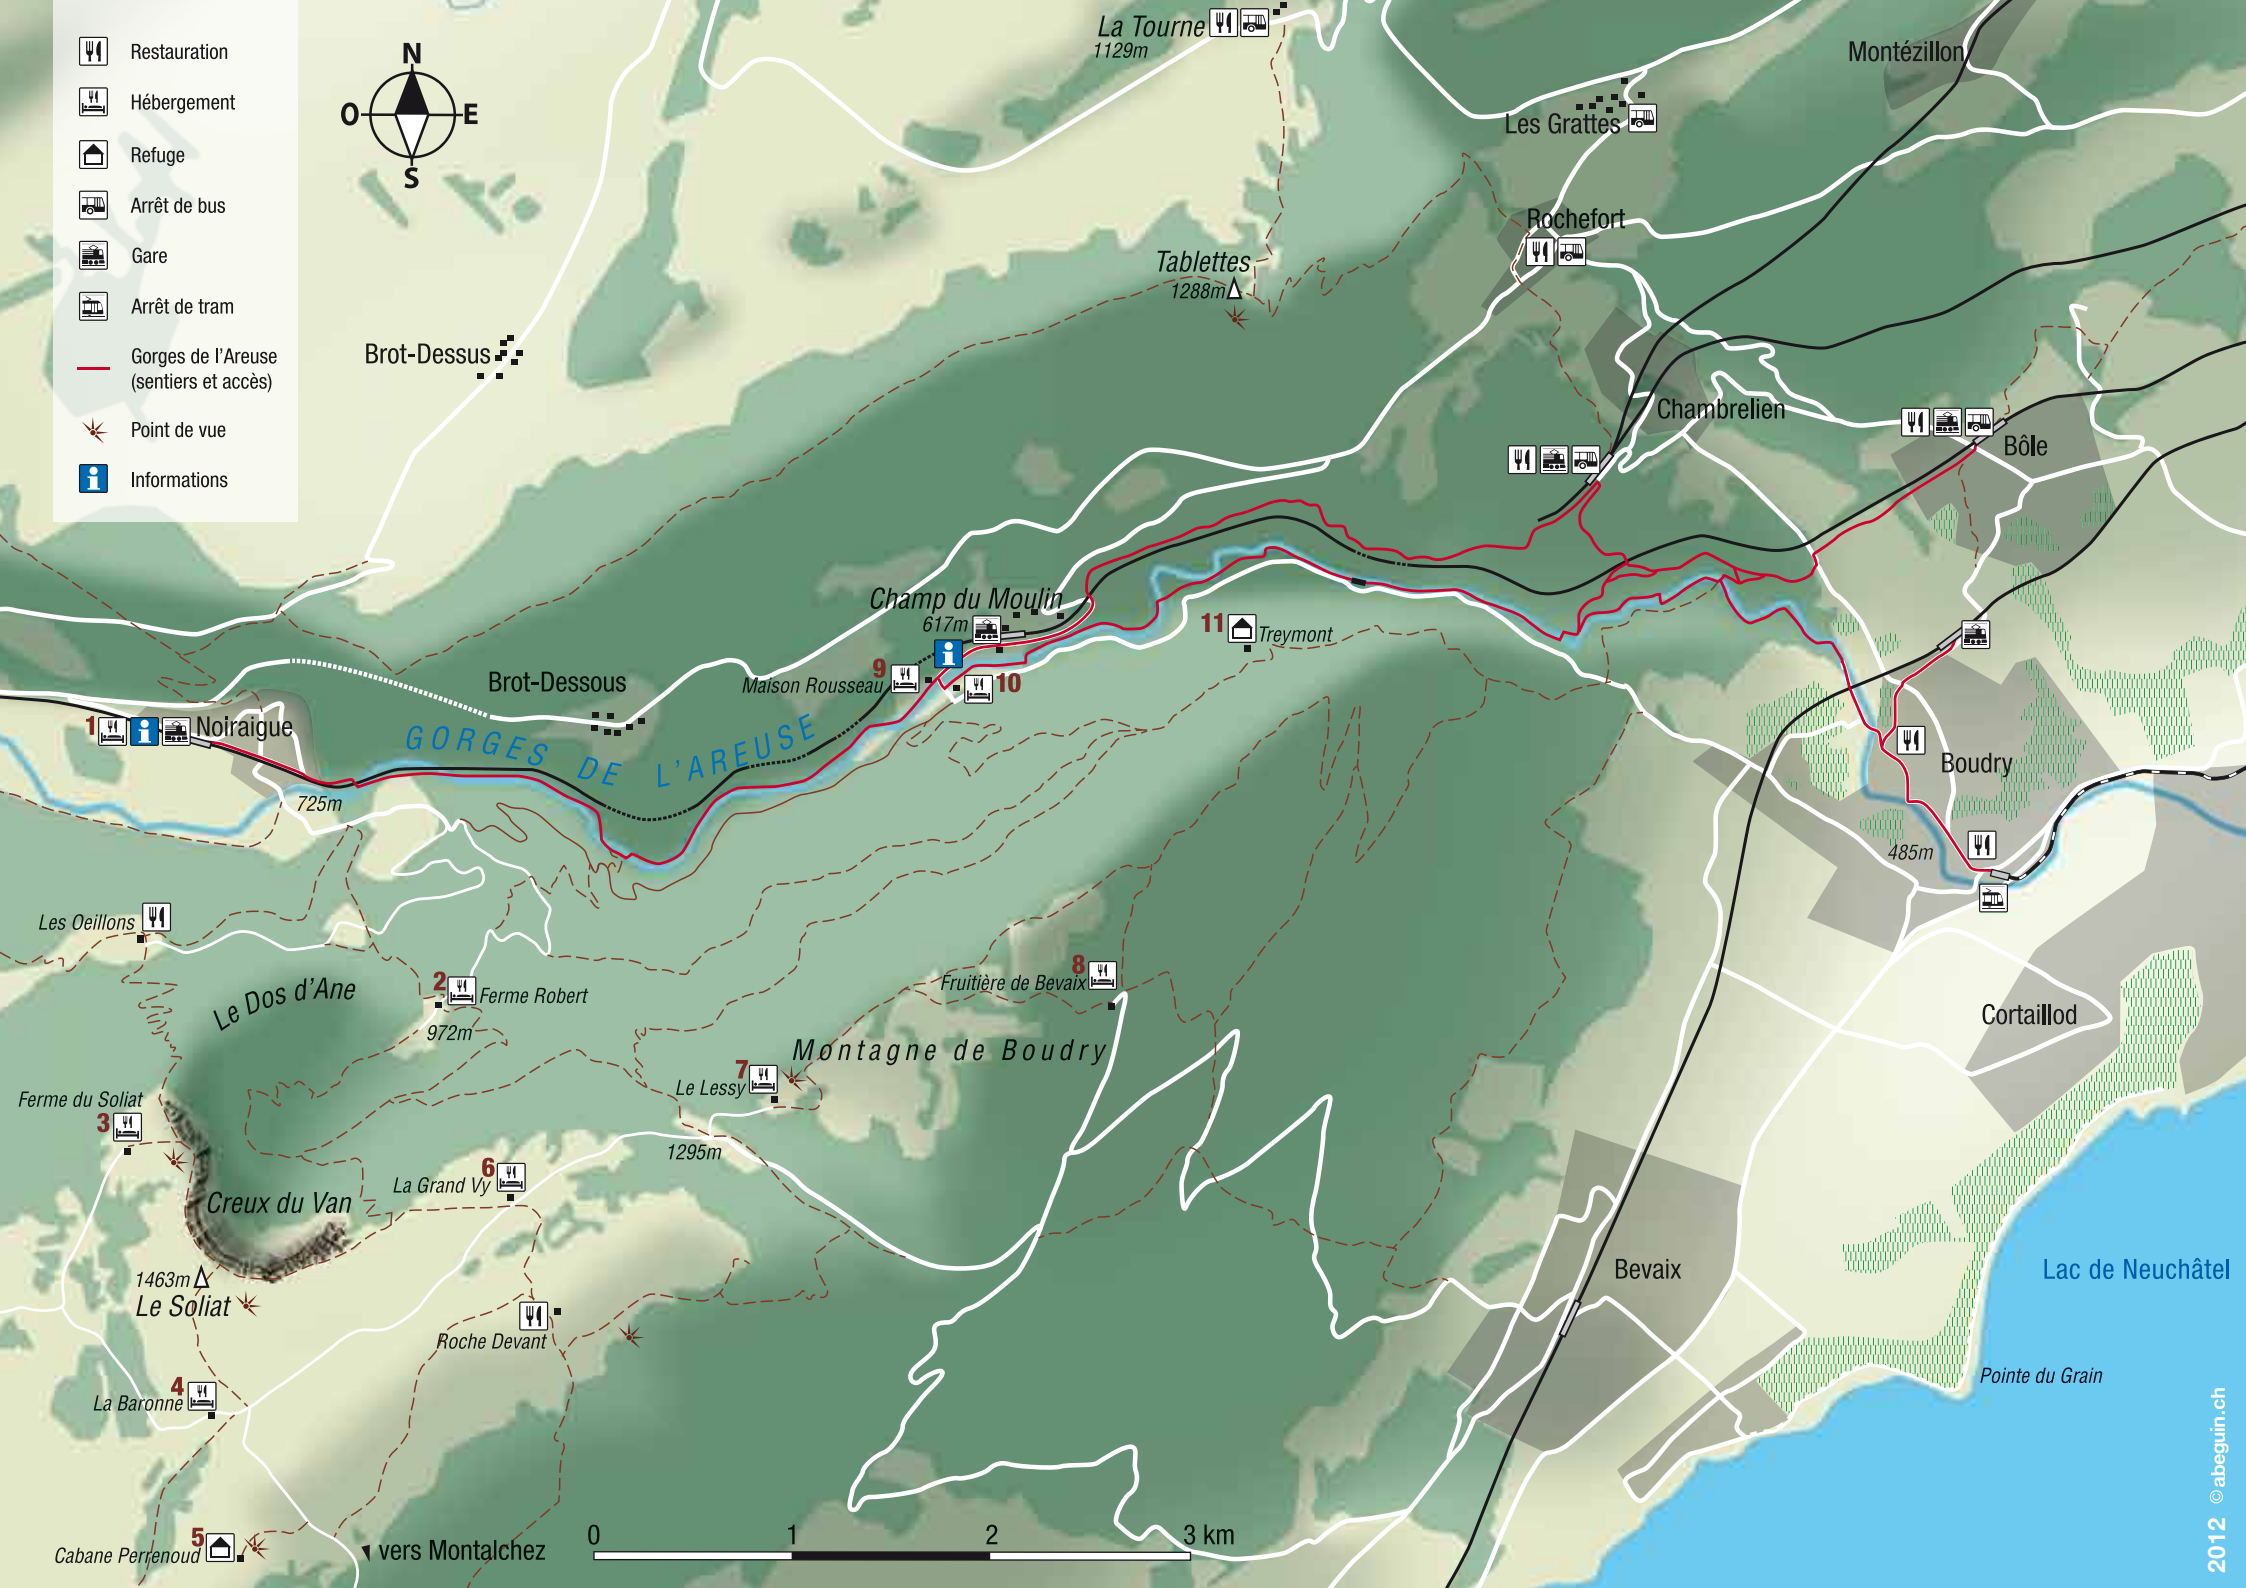 Restauration
Hébergement
Refuge
Arrêt de bus
Gare
Arrêt de tram
Gorges de l'Areuse
(sentiers et accès)
Point de vue
Informations
N
O
E
S
La Tourne
1129m
Montézillon
Les Grattes
Rochefort
Tablettes
1288m
Brot-Dessus
Chambrelien
Bôle
Champ du Moulin
617m
11
Treymont
9
Maison Rousseau
10
Brot-Dessous
1
Noiraigue
GORGES DE L'AREUSE
725m
Boudry
485m
Les Oeillons
Le Dos d'Ane
2
Ferme Robert
972m
8
Fruitière de Bevaix
Cortaillod
Montagne de Boudry
7
Le Lessy
Ferme du Soliat
3
1295m
6
La Grand Vy
Creux du Van
1463m
Le Soliat
Bevaix
Lac de Neuchâtel
Roche Devant
Pointe du Grain
4
La Baronne
5
Cabane Perrenoud
vers Montalchez
0
1
2
3 km
2012 ©abeguin.ch